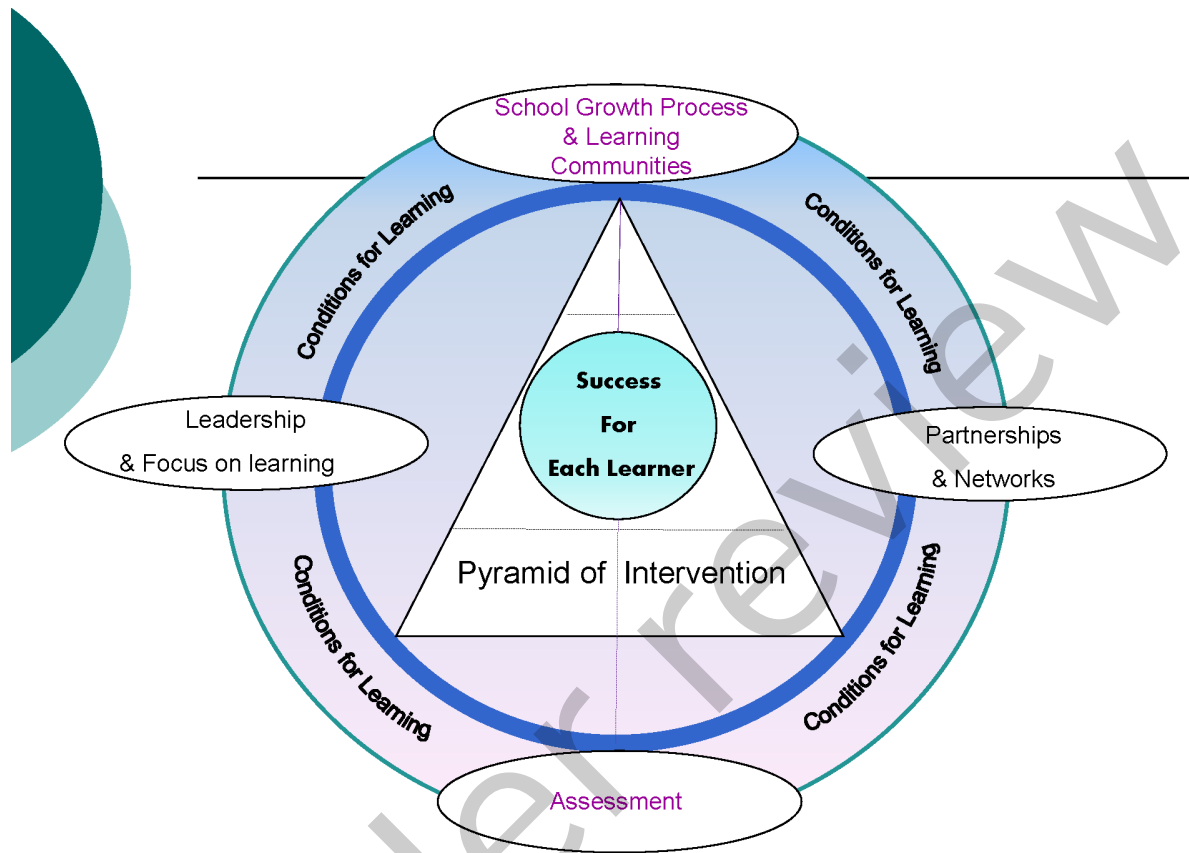 School Growth Process
& Learning
Communities
Conditions for Learning
Conditions for Learning
Success
For
Each Learner
Leadership
& Focus on learning
Partnerships
& Networks
Pyramid of Intervention
Conditions for Learning
Conditions for Learning
Assessment
er review